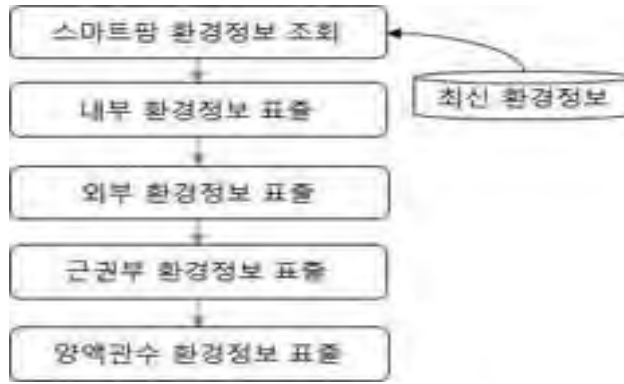 스마트팜 환경정보 조회
최신 환경정보
내부 환경정보 표출
외부 환경정보 표출
근권부 환경정보 표출
양액관수 환경정보 표출